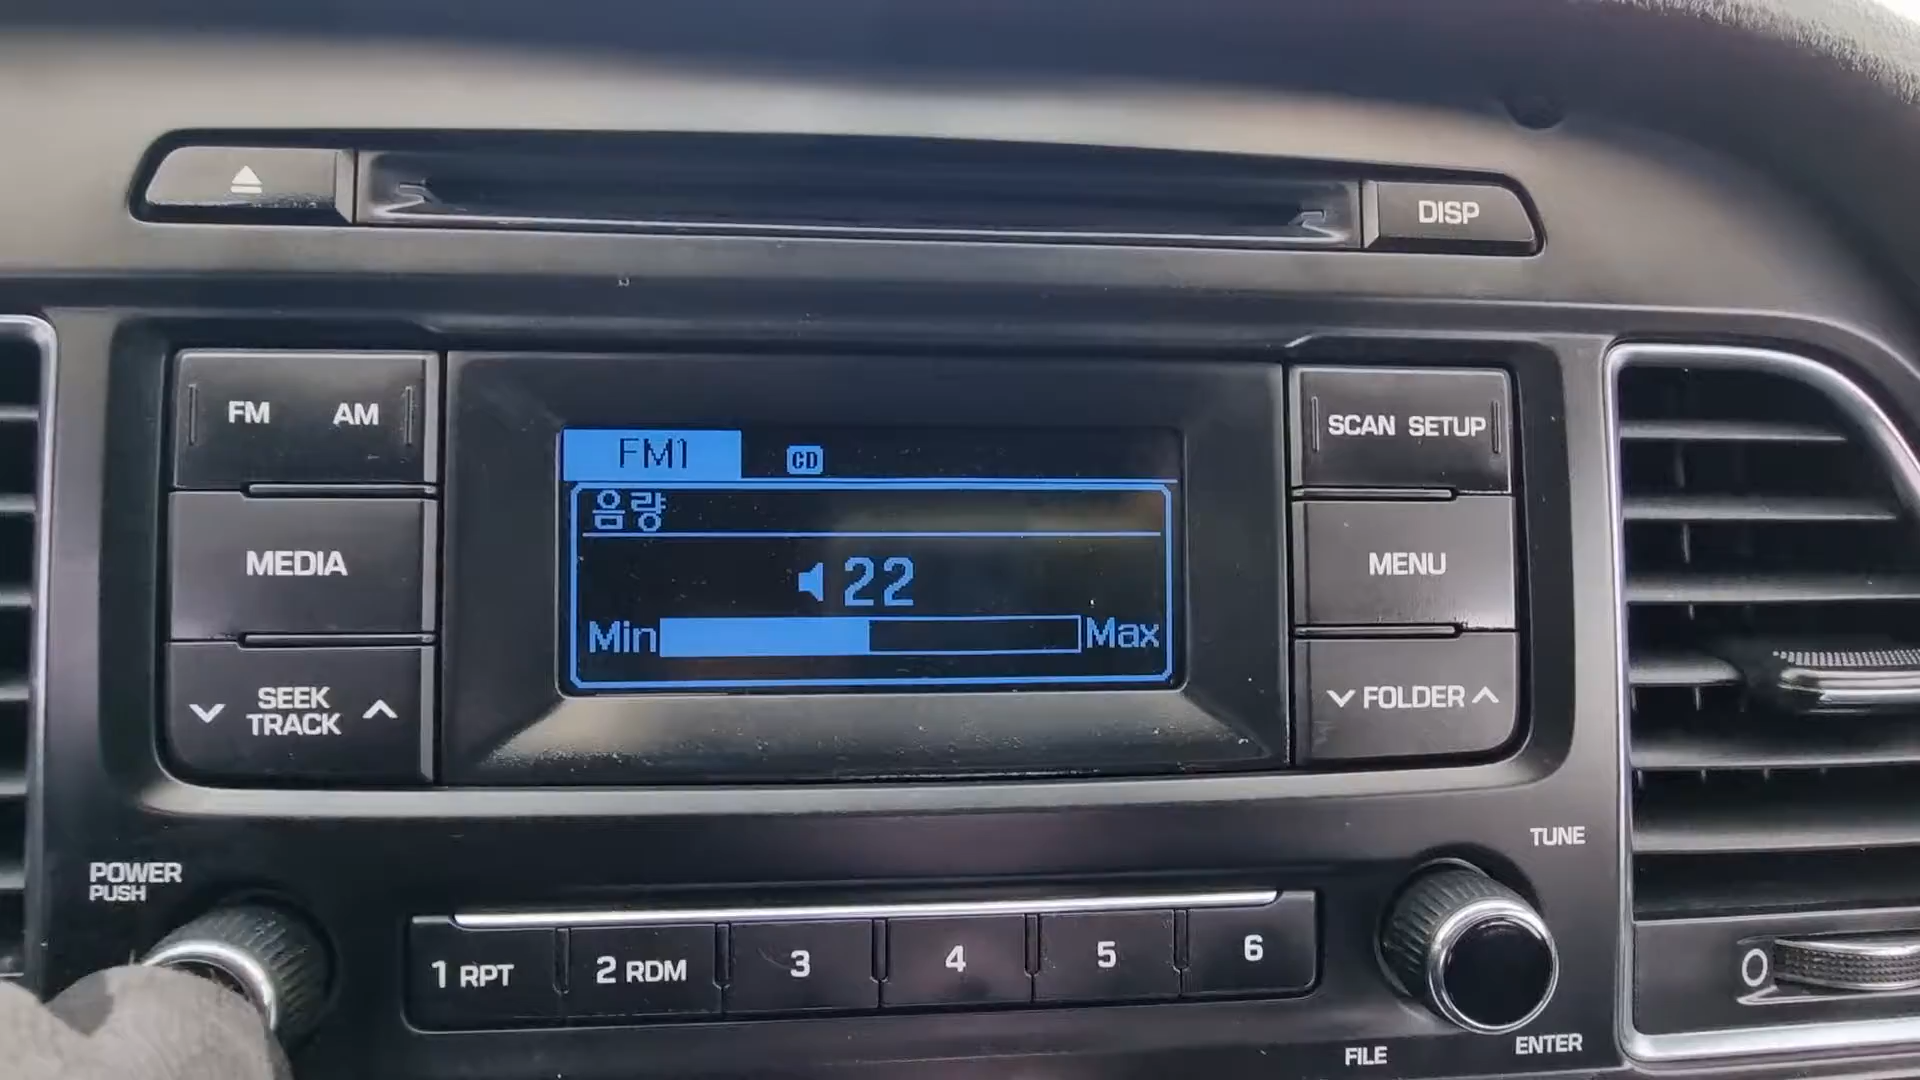 DISP
FM AM
MEDIA
SEEK
TRACK
FM1 CD
음량
22
Min Max
SCAN SETUP
MENU
FOLDER
POWER
PUSH
1 RPT 2 RDM 3 4 5 6
TUNE
FILE
ENTER
0